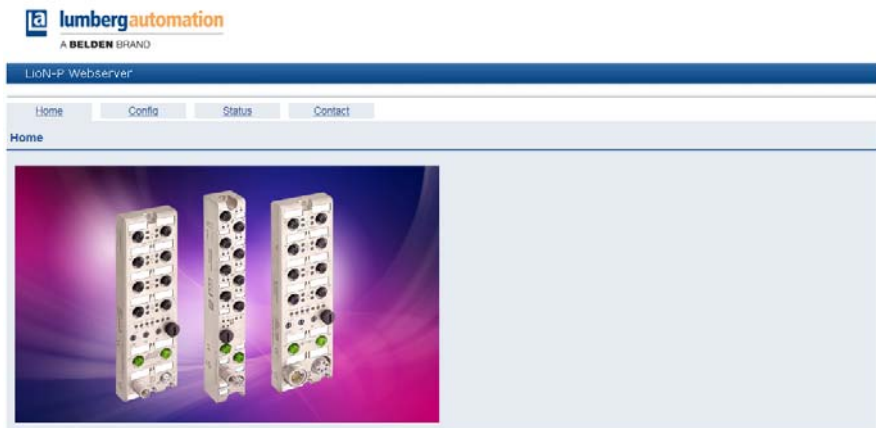 la lumbergautomation
A BELDEN BRAND
LioN-P Webserver
Home Config Status Contact
Home